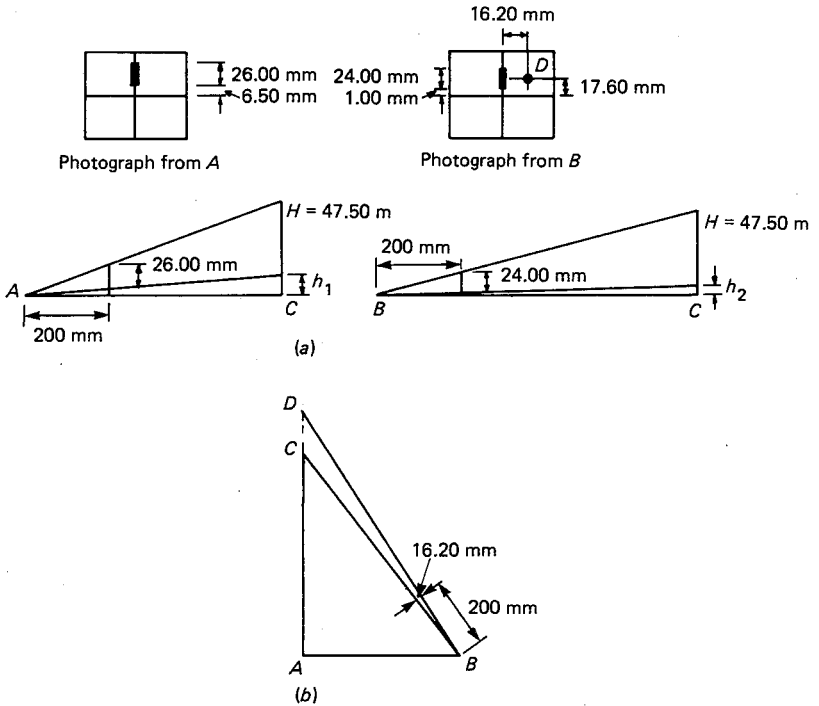 16.20 mm
26.00 mm
6.50 mm
24.00 mm
1.00 mm
D
17.60 mm
Photograph from A
Photograph from B
H = 47.50 m
26.00 mm
h1
A
C
200 mm
H = 47.50 m
200 mm
24.00 mm
h2
B
C
(a)
D
C
16.20 mm
200 mm
A
B
(b)